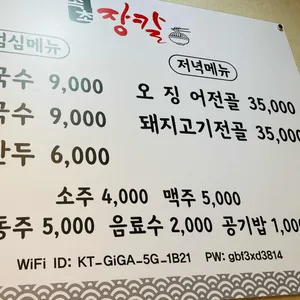 원조
장칼
점심메뉴
저녁메뉴
국수 9,000
오징어전골 35,000
국수 9,000
돼지고기전골 35,000
만두 6,000
소주 4,000 맥주 5,000
동주 5,000 음료수 2,000 공기밥 1,000
WiFi ID: KT-GiGA-5G-1B21 PW: gbf3xd3814